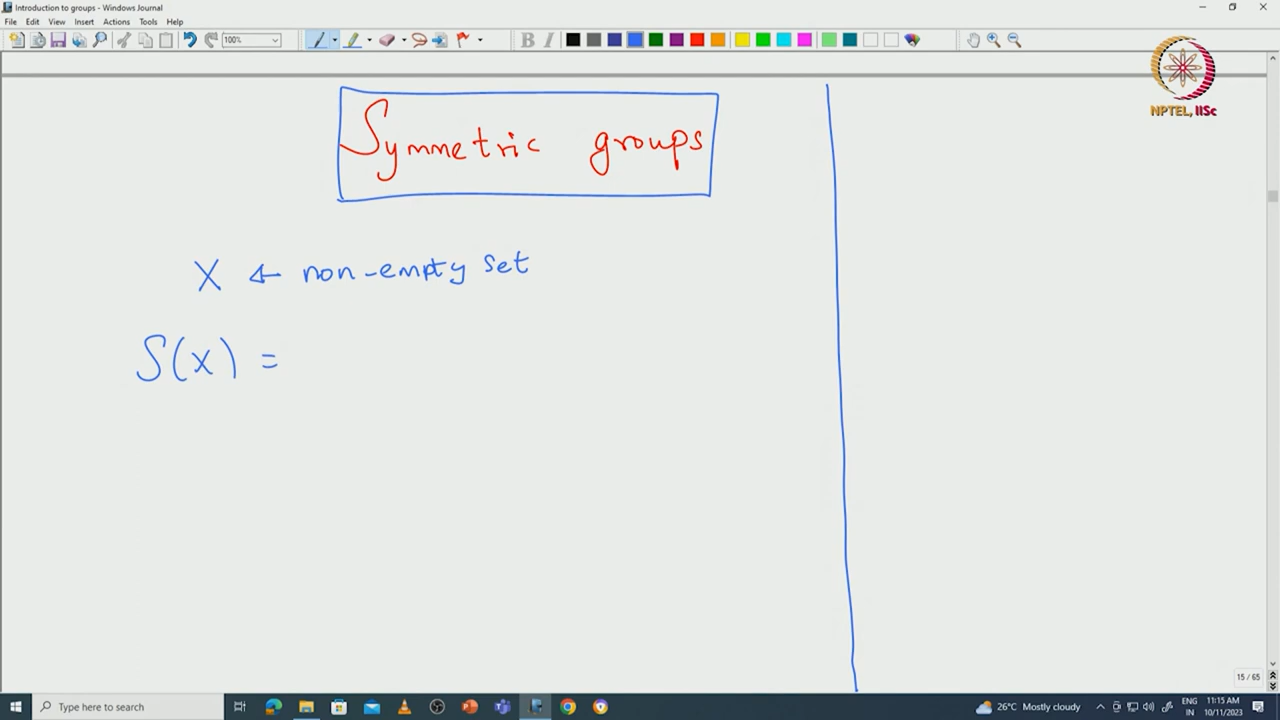 Introduction to groups - Windows Journal
File Edit View Insert Actions Tools Help
100% B I
NPTEL, IISc
Symmetric groups
X ← non-empty set
S(X) =
15 / 65
Type here to search
26°C Mostly cloudy
ENG
IN
11:15 AM
10/11/2023